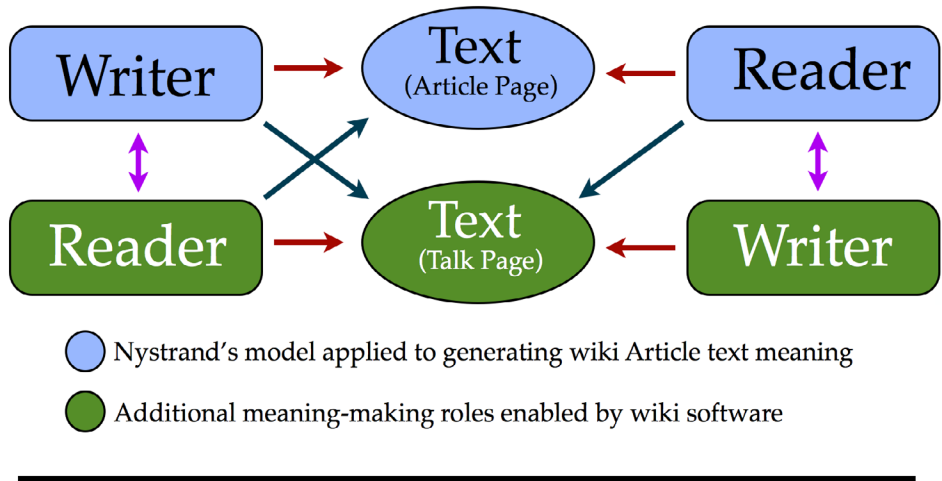 Writer
Text
(Article Page)
Reader
Reader
Text
(Talk Page)
Writer
Nystrand’s model applied to generating wiki Article text meaning
Additional meaning-making roles enabled by wiki software